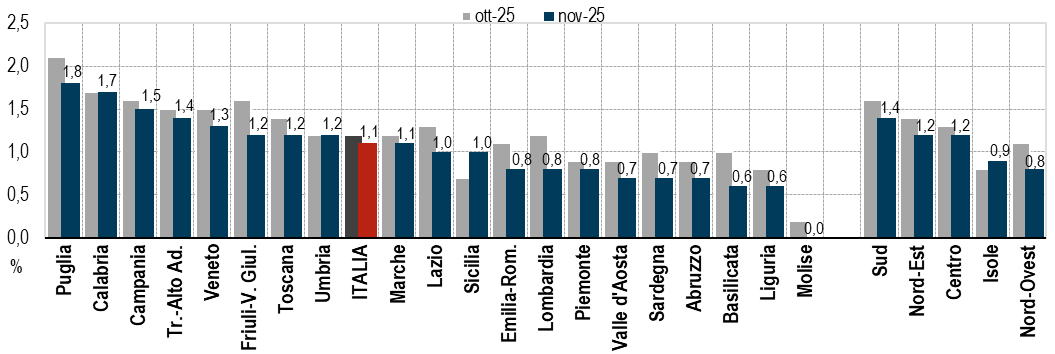 ott-25 nov-25
2,5
2,0
1,5
1,0
0,5
0,0
%
1,8 1,7 1,5 1,4 1,3 1,2 1,2 1,2 1,1 1,1 1,0 1,0 0,8 0,8 0,8 0,7 0,7 0,7 0,6 0,6 0,0 1,4 1,2 1,2 0,9 0,8
Puglia
Calabria
Campania
Tr.-Alto Ad.
Veneto
Friuli-V. Giul.
Toscana
Umbria
ITALIA
Marche
Lazio
Sicilia
Emilia-Rom.
Lombardia
Piemonte
Valle d'Aosta
Sardegna
Abruzzo
Basilicata
Liguria
Molise
Sud
Nord-Est
Centro
Isole
Nord-Ovest